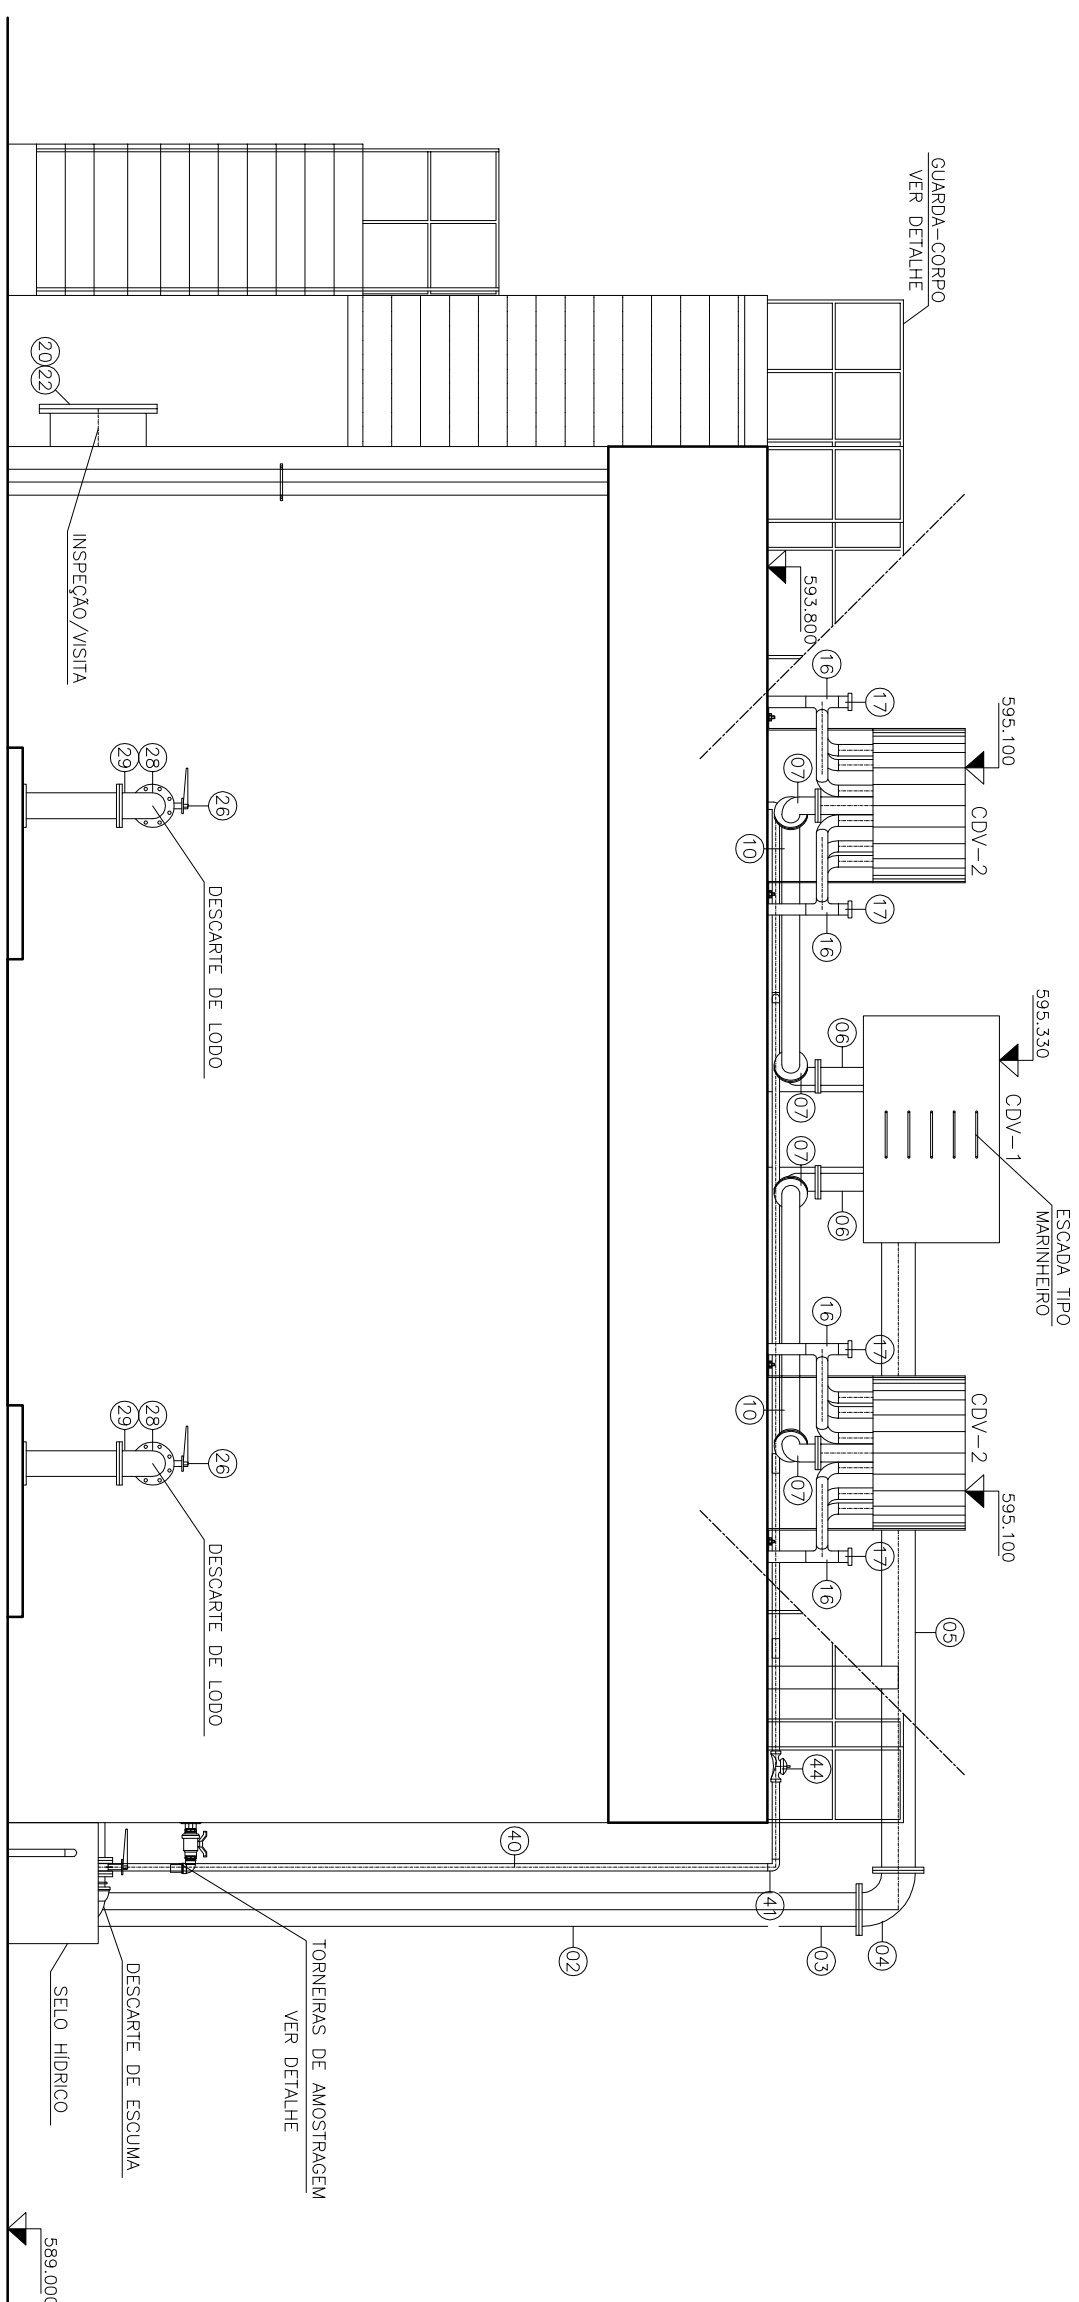 GUARDA-CORPO
VER DETALHE
593.800
595.100
CDV-2
595.330
CDV-1
ESCADA TIPO
MARINHEIRO
CDV-2
595.100
16
17
07
10
17
16
06
07
07
06
16
17
10
07
17
16
05
44
40
41
04
03
02
20
22
INSPEÇÃO/VISITA
29
28
26
DESCARTE DE LODO
29
28
26
DESCARTE DE LODO
TORNEIRAS DE AMOSTRAGEM
VER DETALHE
DESCARTE DE ESCUMA
SELO HÍDRICO
589.000